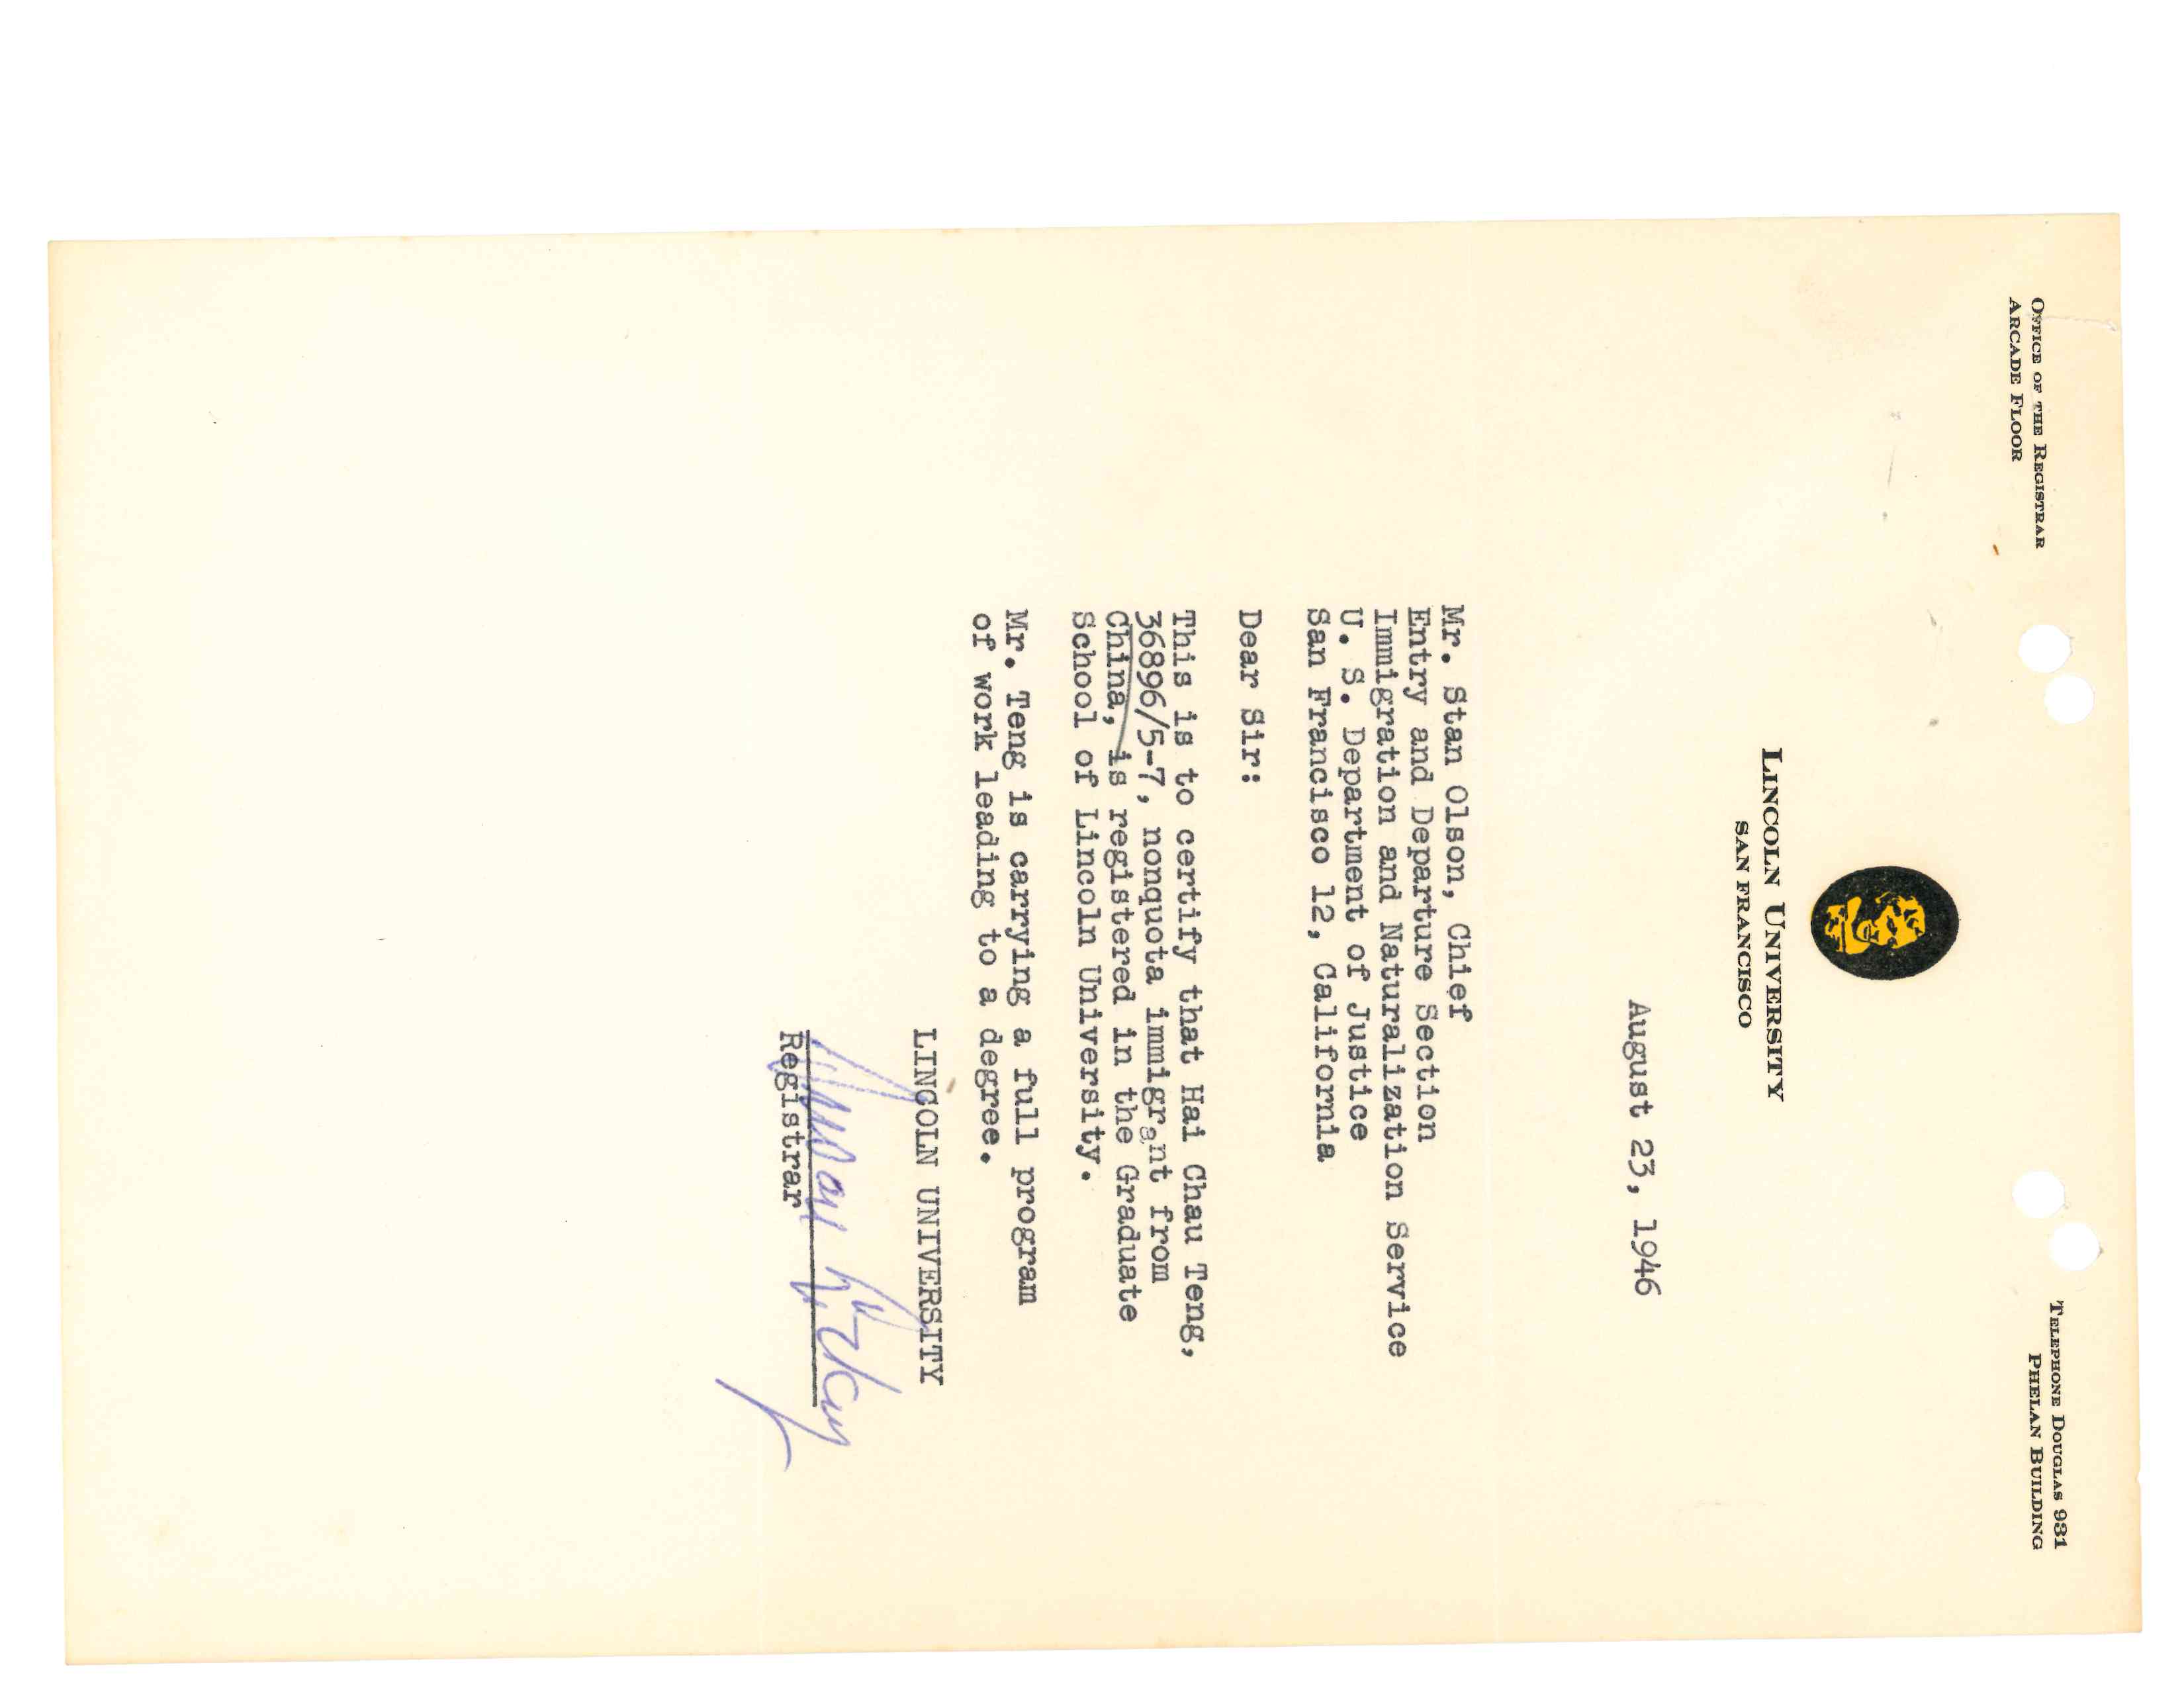 OFFICE OF THE REGISTRAR
ARCADE FLOOR
TELEPHONE DOUGLAS 931
PHELAN BUILDING
LINCOLN UNIVERSITY
SAN FRANCISCO
August 23, 1946
Mr. Stan Olson, Chief
Entry and Departure Section
Immigration and Naturalization Service
U. S. Department of Justice
San Francisco 12, California
Dear Sir:
This is to certify that Hai Chau Teng,
36896/5-7, nonquota immigrant from
China, is registered in the Graduate
School of Lincoln University.
Mr. Teng is carrying a full program
of work leading to a degree.
LINCOLN UNIVERSITY
Susan
Registrar